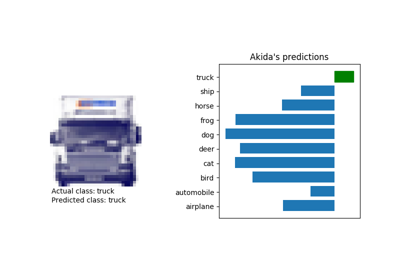 Akida's predictions
truck
ship
horse
frog
dog
deer
cat
bird
automobile
airplane
Actual class: truck
Predicted class: truck